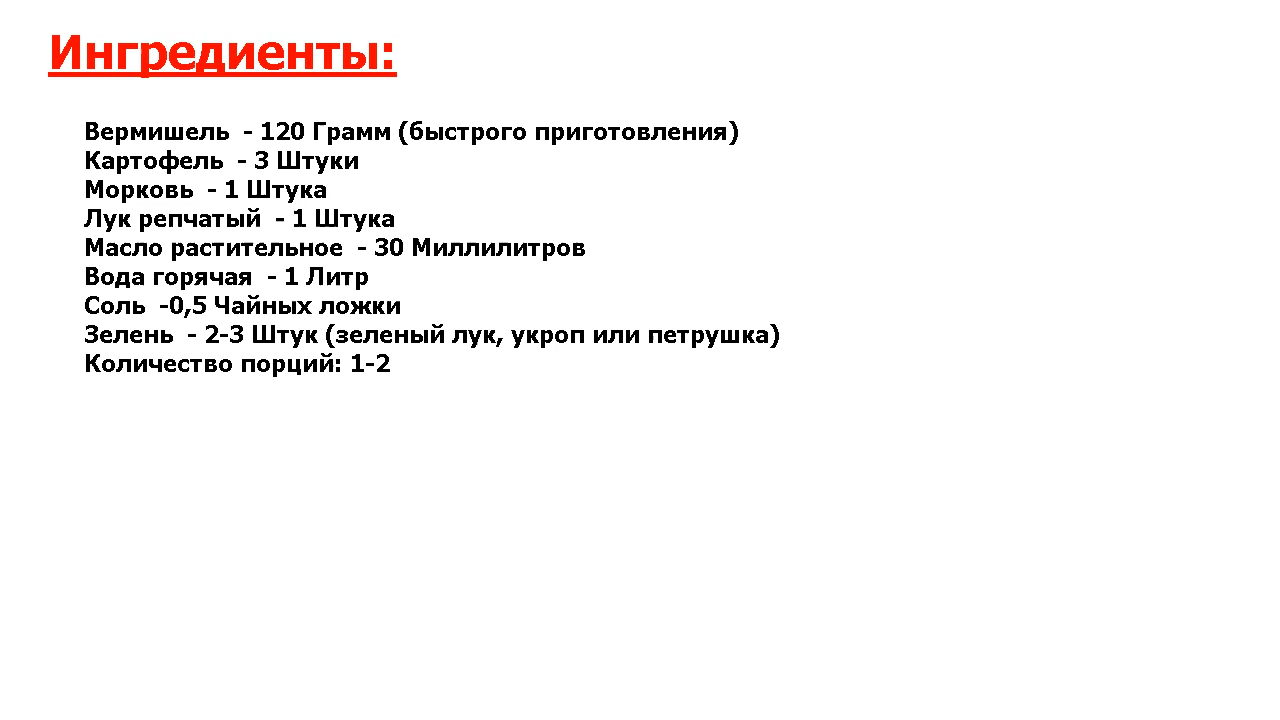 Ингредиенты:
Вермишель  - 120 Грамм (быстрого приготовления)
Картофель  - 3 Штуки
Морковь  - 1 Штука
Лук репчатый  - 1 Штука
Масло растительное  - 30 Миллилитров
Вода горячая  - 1 Литр
Соль  -0,5 Чайных ложки
Зелень  - 2-3 Штук (зеленый лук, укроп или петрушка)
Количество порций: 1-2